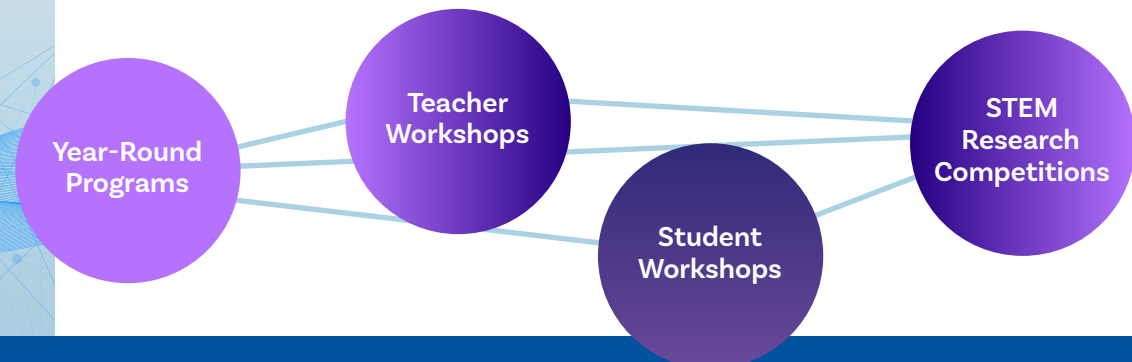 Year-Round
Programs
Teacher
Workshops
Student
Workshops
STEM
Research
Competitions